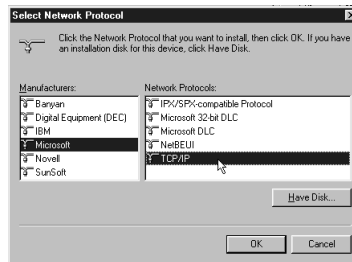 Select Network Protocol
Click the Network Protocol that you want to install, then click OK. If you have
an installation disk for this device, click Have Disk.
Manufacturers:
Banyan
Digital Equipment (DEC)
IBM
Microsoft
Novell
SunSoft
Network Protocols:
IPX/SPX-compatible Protocol
Microsoft 32-bit DLC
Microsoft DLC
NetBEUI
TCP/IP
Have Disk...
OK
Cancel